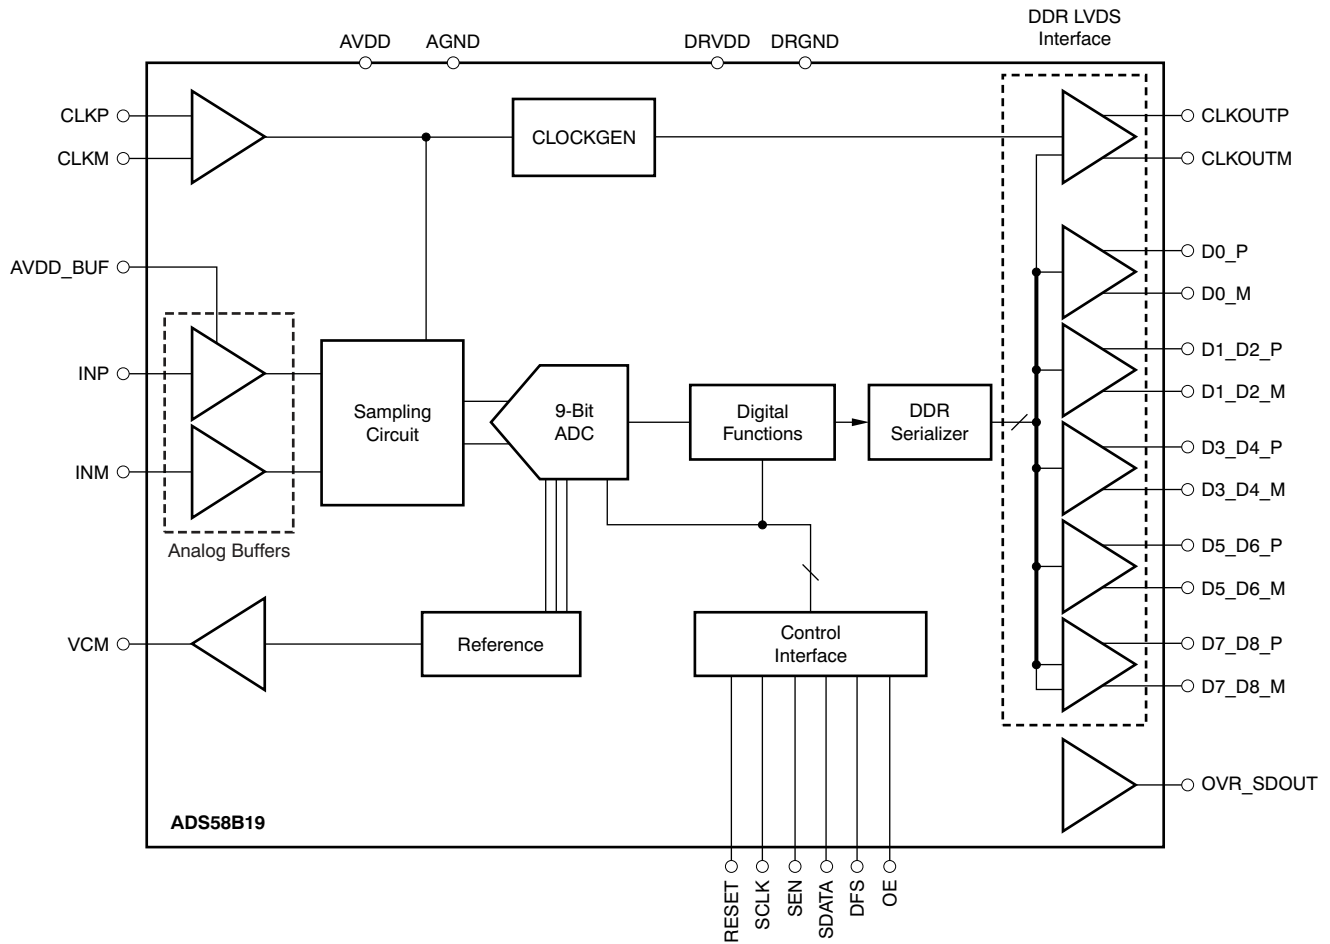 DDR LVDS
Interface
AVDD
AGND
DRVDD
DRGND
CLKP
CLKM
CLOCKGEN
CLKOUTP
CLKOUTM
AVDD_BUF
D0_P
D0_M
INP
INM
Analog Buffers
Sampling
Circuit
9-Bit
ADC
Digital
Functions
DDR
Serializer
D1_D2_P
D1_D2_M
D3_D4_P
D3_D4_M
D5_D6_P
D5_D6_M
D7_D8_P
D7_D8_M
VCM
Reference
Control
Interface
OVR_SDOUT
ADS58B19
RESET
SCLK
SEN
SDATA
DFS
OE